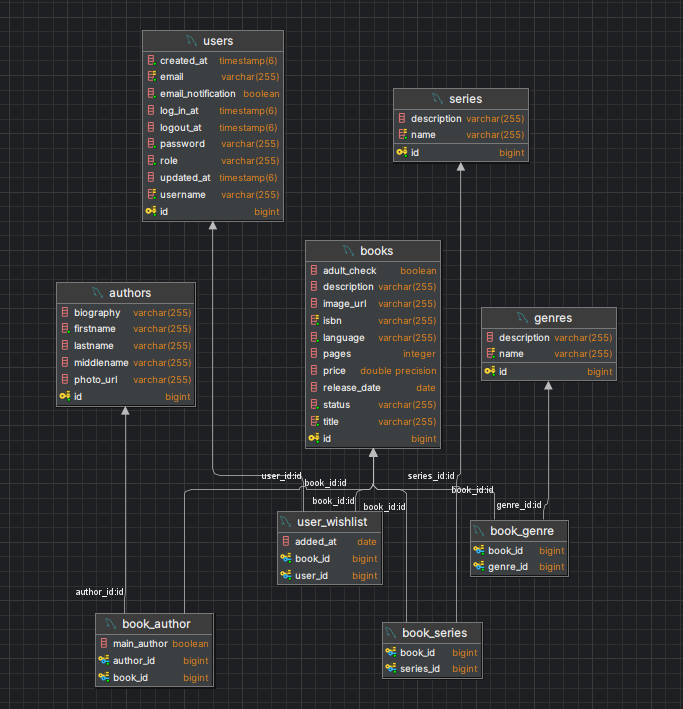 users
created_at timestamp(6)
email varchar(255)
email_notification boolean
log_in_at timestamp(6)
logout_at timestamp(6)
password varchar(255)
role varchar(255)
updated_at timestamp(6)
username varchar(255)
id bigint
series
description varchar(255)
name varchar(255)
id bigint
books
adult_check boolean
description varchar(255)
image_url varchar(255)
isbn varchar(255)
language varchar(255)
pages integer
price double precision
release_date date
status varchar(255)
title varchar(255)
id bigint
authors
biography varchar(255)
firstname varchar(255)
lastname varchar(255)
middlename varchar(255)
photo_url varchar(255)
id bigint
genres
description varchar(255)
name varchar(255)
id bigint
user_id:id
book_id:id
series_id:id
book_id:id
book_id:id
book_id:id
genre_id:id
user_wishlist
added_at date
book_id bigint
user_id bigint
book_genre
book_id bigint
genre_id bigint
author_id:id
book_author
main_author boolean
author_id bigint
book_id bigint
book_series
book_id bigint
series_id bigint